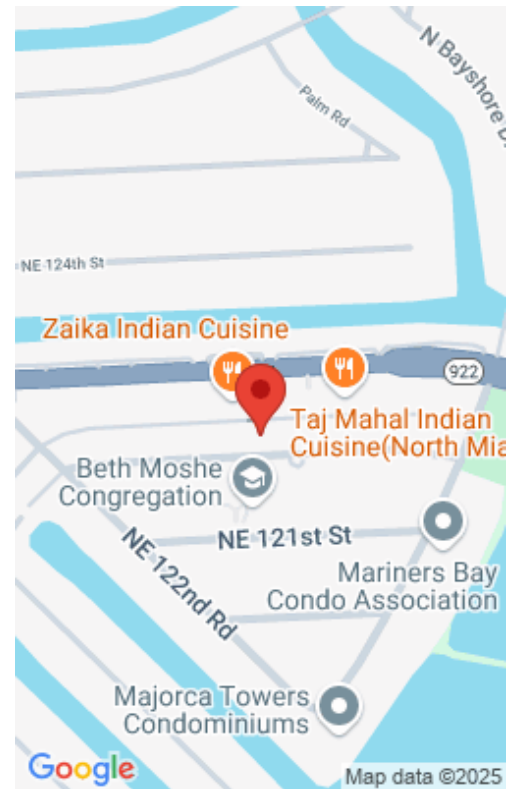 N Bayshore D
Palm Rd
NE 124th St
Zaika Indian Cuisine
922
Taj Mahal Indian
Cuisine(North Mia
Beth Moshe
Congregation
NE 121st St
NE 122nd Rd
Mariners Bay
Condo Association
Majorca Towers
Condominiums
Google
Map data ©2025